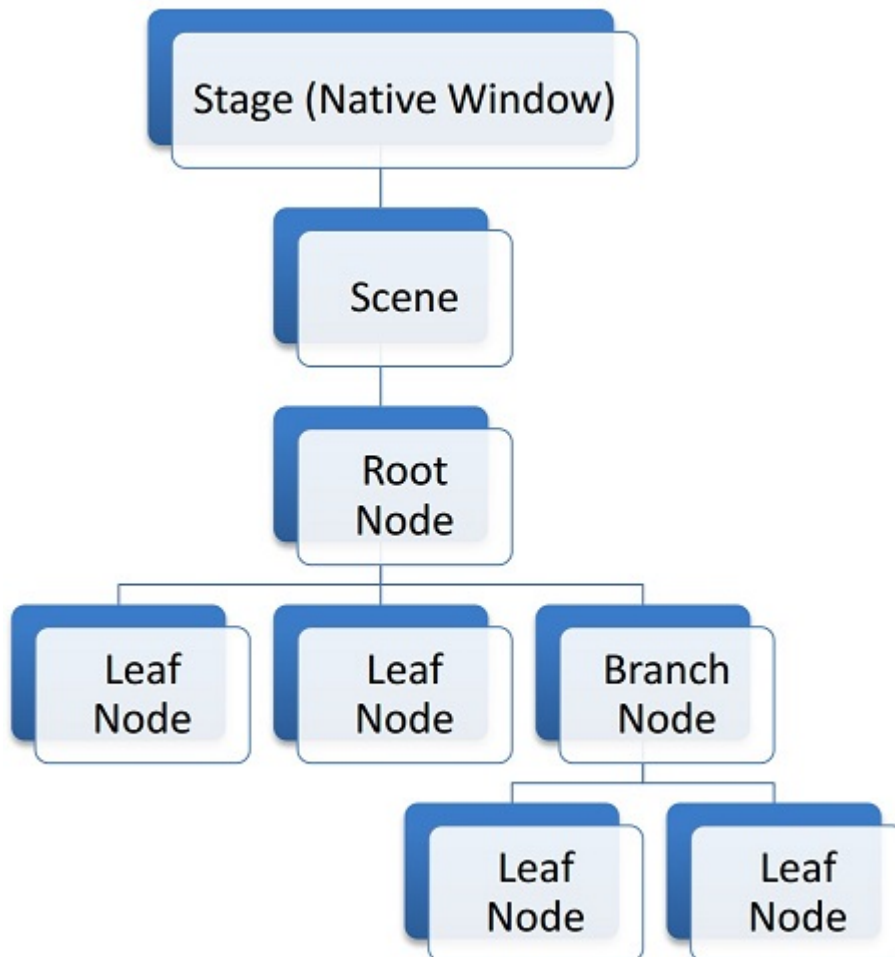 Stage (Native Window)
Scene
Root
Node
Leaf
Node
Leaf
Node
Branch
Node
Leaf
Node
Leaf
Node